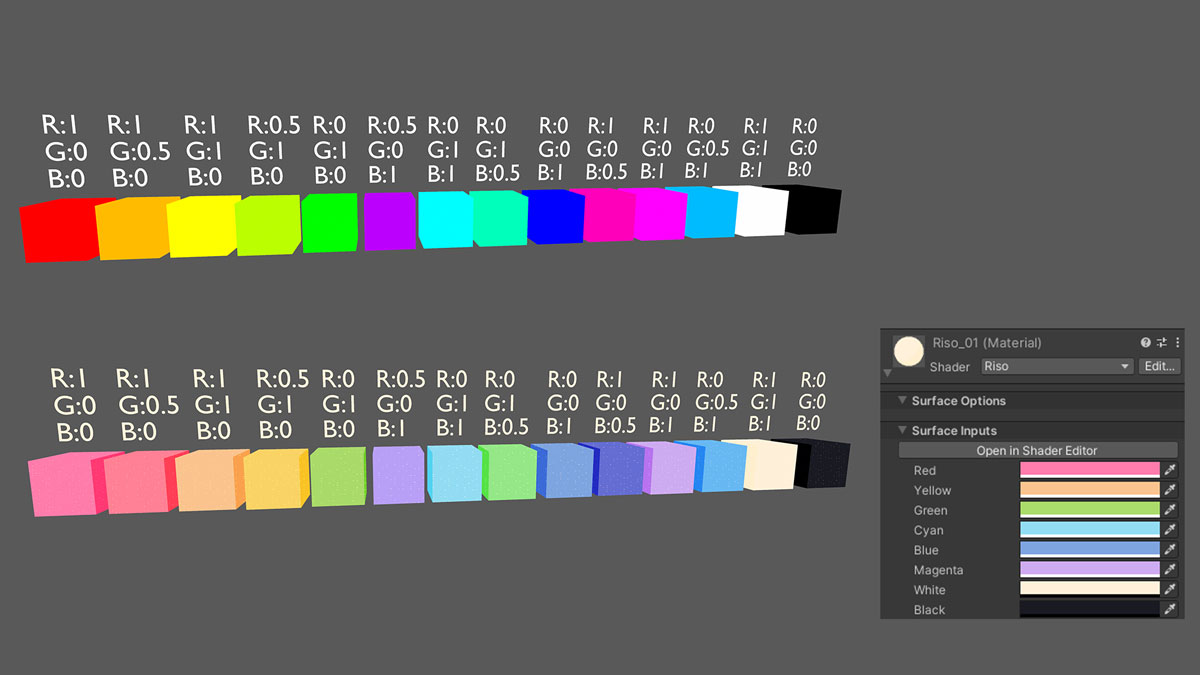 R:1 R:1 R:1 R:0.5 R:0 R:0.5 R:0 R:0 R:0 R:1 R:1 R:0 R:1 R:0
G:0 G:0.5 G:1 G:1 G:1 G:0 G:1 G:1 G:0 G:0 G:0 G:0.5 G:1 G:0
B:0 B:0 B:0 B:0 B:0 B:1 B:1 B:0.5 B:1 B:0.5 B:1 B:1 B:1 B:0
R:1 R:1 R:1 R:0.5 R:0 R:0.5 R:0 R:0 R:0 R:1 R:1 R:0 R:1 R:0
G:0 G:0.5 G:1 G:1 G:1 G:0 G:1 G:1 G:0 G:0 G:0 G:0.5 G:1 G:0
B:0 B:0 B:0 B:0 B:0 B:1 B:1 B:0.5 B:1 B:0.5 B:1 B:1 B:1 B:0
Riso_01 (Material)
Shader Riso Edit...
Surface Options
Surface Inputs
Open in Shader Editor
Red
Yellow
Green
Cyan
Blue
Magenta
White
Black